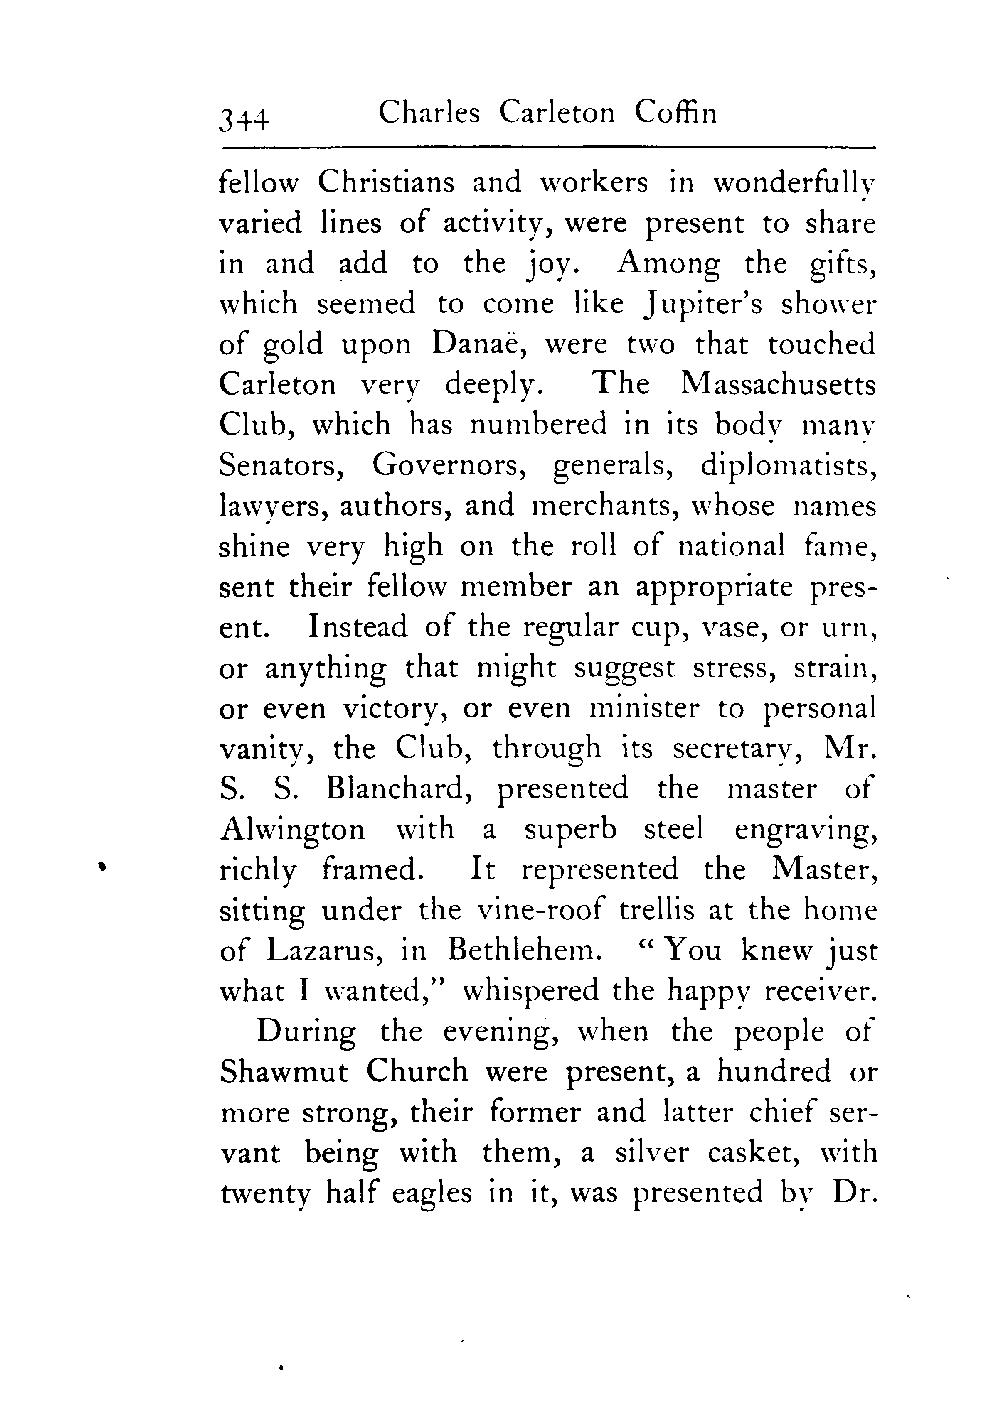 344 Charles Carleton Coffin
fellow Christians and workers in wonderfully
varied lines of activity, were present to share
in and add to the joy. Among the gifts,
which seemed to come like Jupiter's shower
of gold upon Danaë, were two that touched
Carleton very deeply. The Massachusetts
Club, which has numbered in its body many
Senators, Governors, generals, diplomatists,
lawyers, authors, and merchants, whose names
shine very high on the roll of national fame,
sent their fellow member an appropriate pres-
ent. Instead of the regular cup, vase, or urn,
or anything that might suggest stress, strain,
or even victory, or even minister to personal
vanity, the Club, through its secretary, Mr.
S. S. Blanchard, presented the master of
Alwington with a superb steel engraving,
richly framed. It represented the Master,
sitting under the vine-roof trellis at the home
of Lazarus, in Bethlehem. “You knew just
what I wanted,” whispered the happy receiver.
During the evening, when the people of
Shawmut Church were present, a hundred or
more strong, their former and latter chief ser-
vant being with them, a silver casket, with
twenty half eagles in it, was presented by Dr.